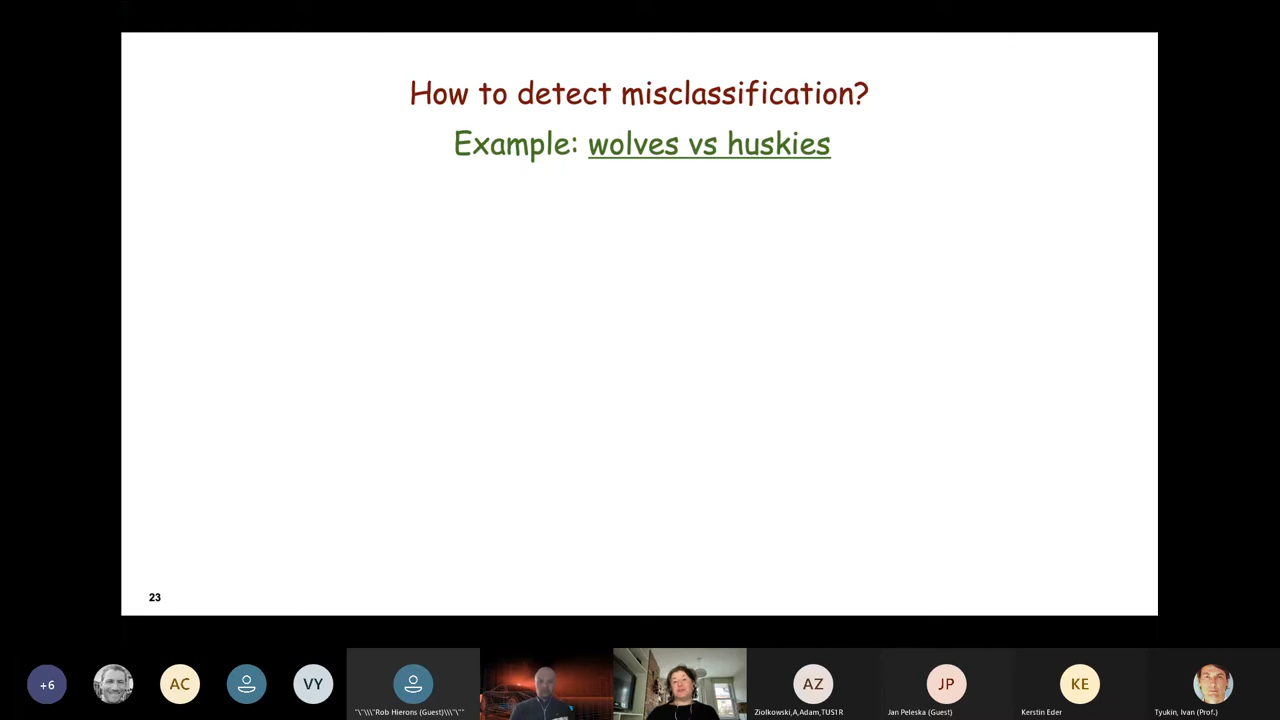 How to detect misclassification?
Example: wolves vs huskies
23
+6
AC
VY
"\"\\\"Rob Hierons (Guest)\\\"\""
AZ
Ziolkowski,A,Adam,TUS1R
JP
Jan Peleska (Guest)
KE
Kerstin Eder
Tyukin, Ivan (Prof.)